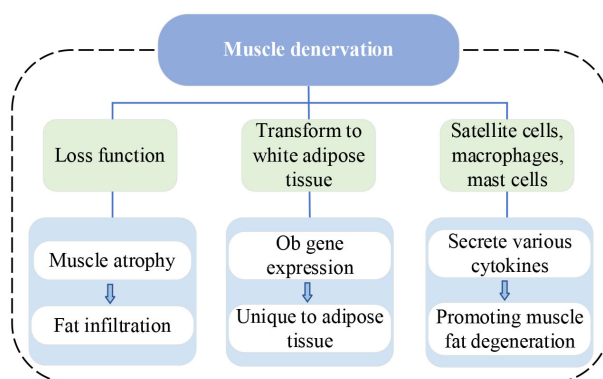 Muscle denervation
Loss function
Transform to
white adipose
tissue
Satellite cells,
macrophages,
mast cells
Muscle atrophy
Fat infiltration
Ob gene
expression
Unique to adipose
tissue
Secrete various
cytokines
Promoting muscle
fat degeneration